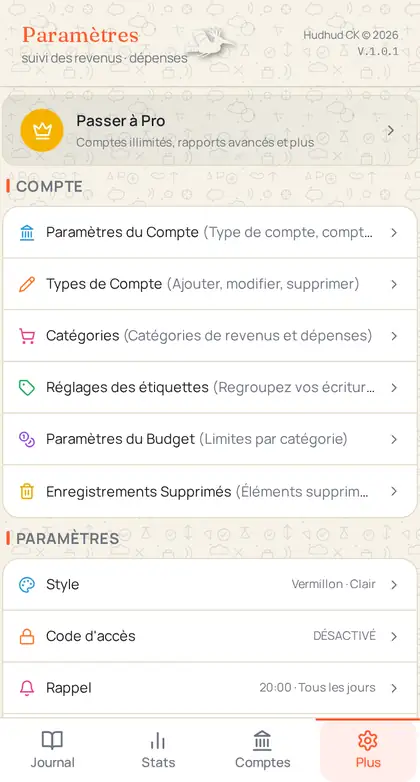 Paramètres
suivi des revenus · dépenses
Hudhud CK © 2026
V.1.0.1
Passer à Pro
Comptes illimités, rapports avancés et plus
COMPTE
Paramètres du Compte (Type de compte, compt...
Types de Compte (Ajouter, modifier, supprimer)
Catégories (Catégories de revenus et dépenses)
Réglages des étiquettes (Regroupez vos écritur...
Paramètres du Budget (Limites par catégorie)
Enregistrements Supprimés (Éléments supprim...
PARAMÈTRES
Style Vermillon · Clair
Code d'accès DÉSACTIVÉ
Rappel 20:00 · Tous les jours
Journal Stats Comptes Plus